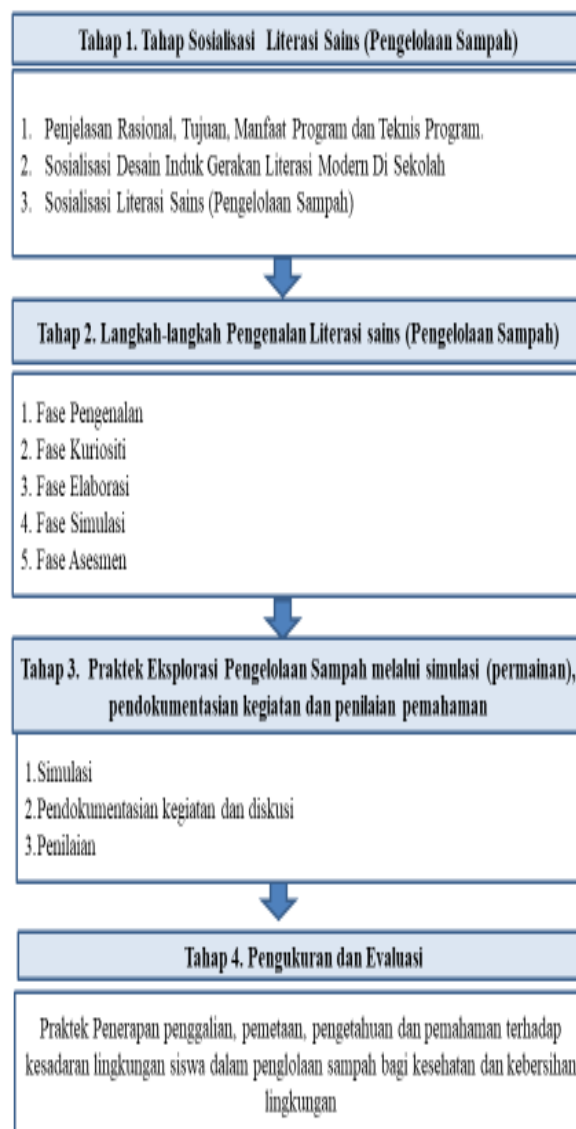 Tahap 1. Tahap Sosialisasi Literasi Sains (Pengelolaan Sampah)
1. Penjelasan Rasional, Tujuan, Manfaat Program dan Teknis Program.
2. Sosialisasi Desain Induk Gerakan Literasi Modern Di Sekolah
3. Sosialisasi Literasi Sains (Pengelolaan Sampah)
Tahap 2. Langkah-langkah Pengenalan Literasi sains (Pengelolaan Sampah)
1. Fase Pengenalan
2. Fase Kuriositi
3. Fase Elaborasi
4. Fase Simulasi
5. Fase Asesmen
Tahap 3. Praktek Eksplorasi Pengelolaan Sampah melalui simulasi (permainan),
pendokumentasian kegiatan dan penilaian pemahaman
1.Simulasi
2.Pendokumentasian kegiatan dan diskusi
3.Penilaian
Tahap 4. Pengukuran dan Evaluasi
Praktek Penerapan penggalian, pemetaan, pengetahuan dan pemahaman terhadap
kesadaran lingkungan siswa dalam penglolaan sampah bagi kesehatan dan kebersihan
lingkungan